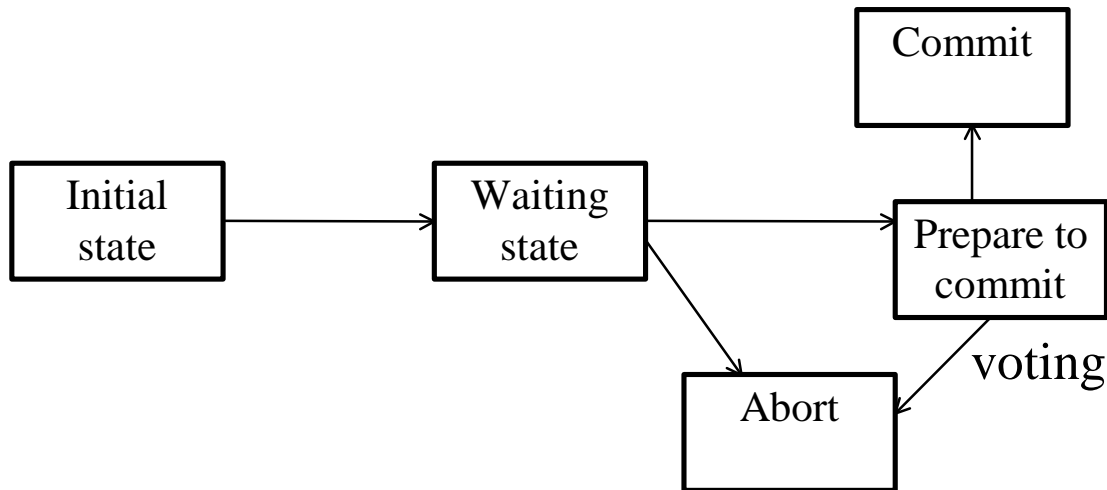 Commit
Initial
state
Waiting
state
Prepare to
commit
voting
Abort